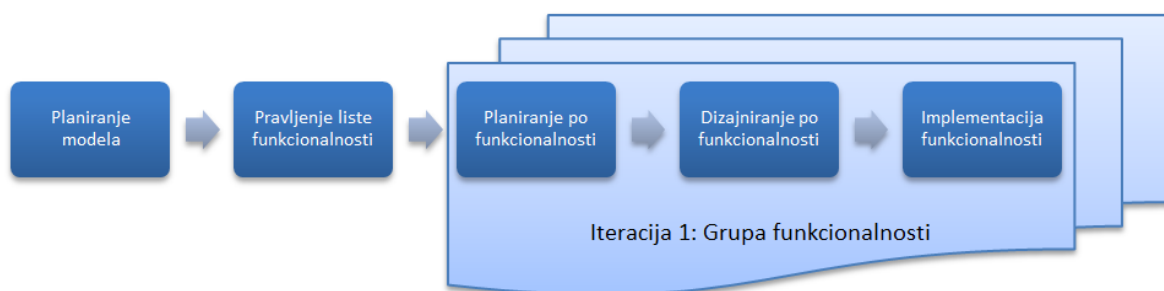 Planiranje
modela
Pravljenje liste
funkcionalnosti
Planiranje po
funkcionalnosti
Dizajniranje po
funkcionalnosti
Implementacija
funkcionalnosti
Iteracija 1: Grupa funkcionalnosti